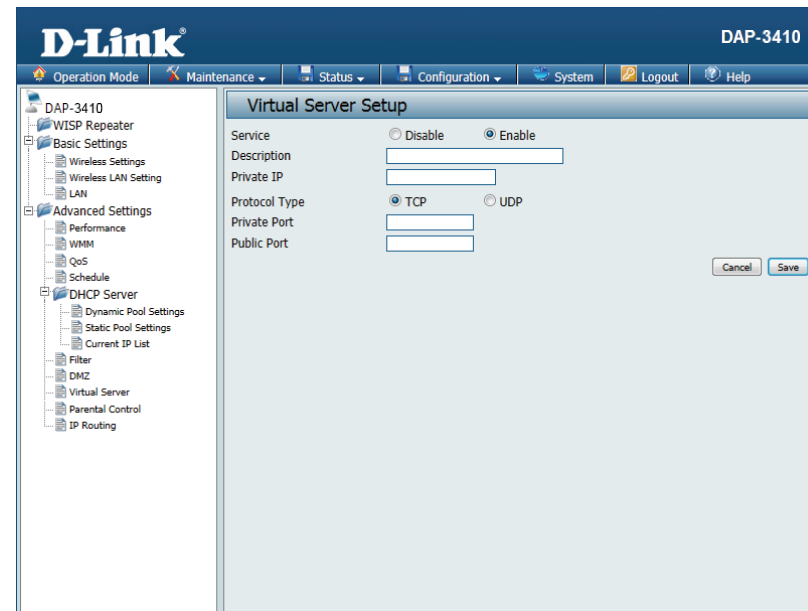 D-Link®
DAP-3410
Operation Mode Maintenance Status Configuration System Logout Help
DAP-3410
WISP Repeater
Basic Settings
Wireless Settings
Wireless LAN Setting
LAN
Advanced Settings
Performance
WMM
QoS
Schedule
DHCP Server
Dynamic Pool Settings
Static Pool Settings
Current IP List
Filter
DMZ
Virtual Server
Parental Control
IP Routing
Virtual Server Setup
Service Disable Enable
Description
Private IP
Protocol Type TCP UDP
Private Port
Public Port
Cancel Save